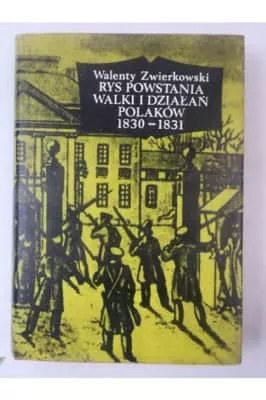 Walenty Zwierkowski
RYS POWSTANIA
WALKI I DZIAŁAŃ
POLAKÓW
1830–1831